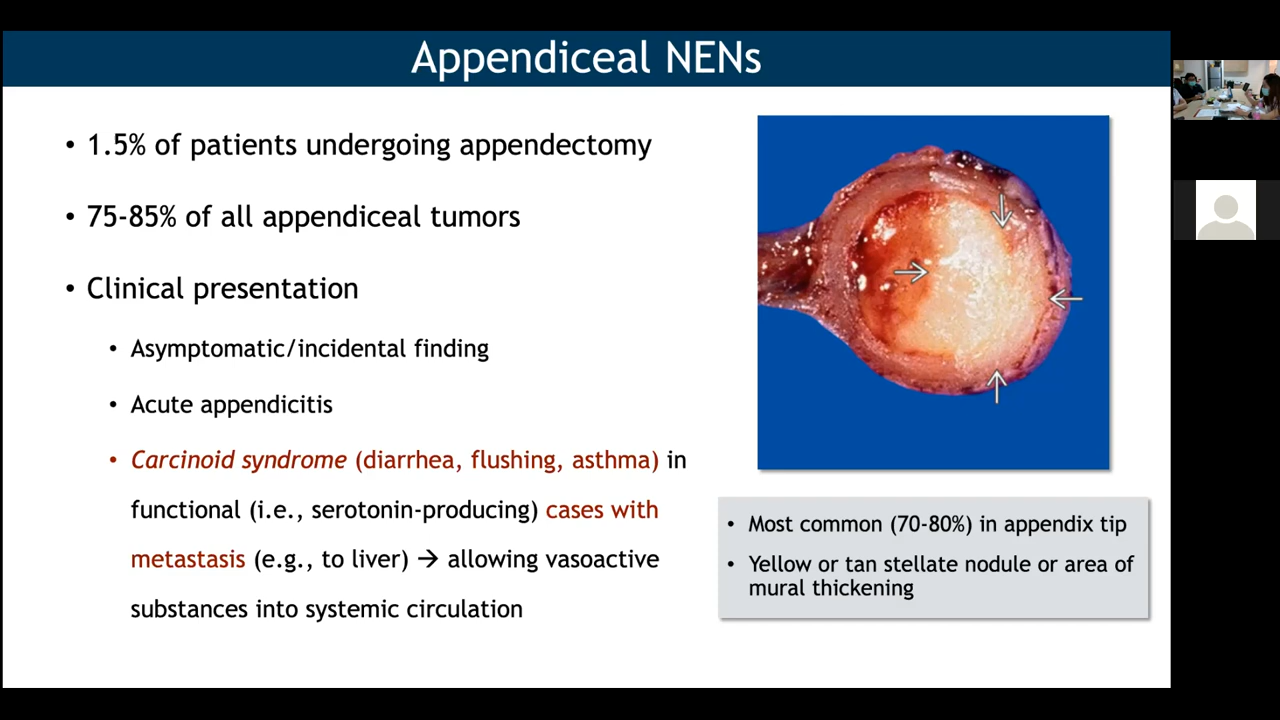 Appendiceal NENs
• 1.5% of patients undergoing appendectomy
• 75-85% of all appendiceal tumors
• Clinical presentation
• Asymptomatic/incidental finding
• Acute appendicitis
• Carcinoid syndrome (diarrhea, flushing, asthma) in
functional (i.e., serotonin-producing) cases with
metastasis (e.g., to liver) → allowing vasoactive
substances into systemic circulation
• Most common (70-80%) in appendix tip
• Yellow or tan stellate nodule or area of
mural thickening